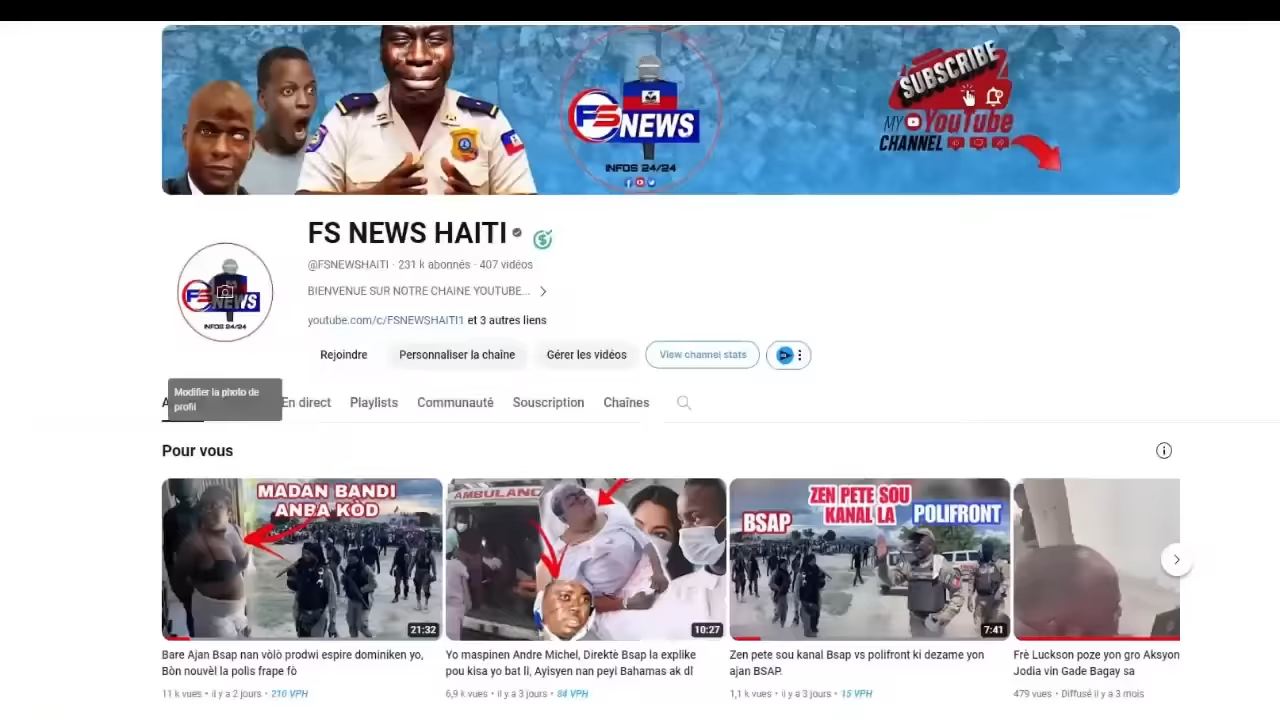 SUBSCRIBE
MY YouTube
CHANNEL
FS NEWS
INFOS 24/24
FS NEWS HAITI
@FSNEWSHAITI · 231 k abonnés · 407 vidéos
BIENVENUE SUR NOTRE CHAINE YOUTUBE...
FS NEWS
INFOS 24/24
youtube.com/c/FSNEWSHAITI1 et 3 autres liens
Rejoindre
Personnaliser la chaîne
Gérer les vidéos
View channel stats
Modifier la photo de
profil
A
En direct
Playlists
Communauté
Souscription
Chaînes
Pour vous
MADAN BANDI
ANBA KÒD
21:32
AMBULANC
10:27
ZEN PETE SOU
KANAL LA
BSAP
POLIFRONT
7:41
Bare Ajan Bsap nan vòlò prodwi espire dominiken yo,
Bòn nouvèl la polis frape fò
11 k vues • il y a 2 jours • 210 VPH
Yo maspinen Andre Michel, Direktè Bsap la explike
pou kisa yo bat li, Ayisyen nan peyi Bahamas ak dl
6,9 k vues • il y a 3 jours • 84 VPH
Zen pete sou kanal Bsap vs polifront ki dezame yon
ajan BSAP.
1,1 k vues • il y a 3 jours • 15 VPH
Frè Luckson poze yon gro Aksyon
Jodia vin Gade Bagay sa
479 vues • Diffusé il y a 3 mois